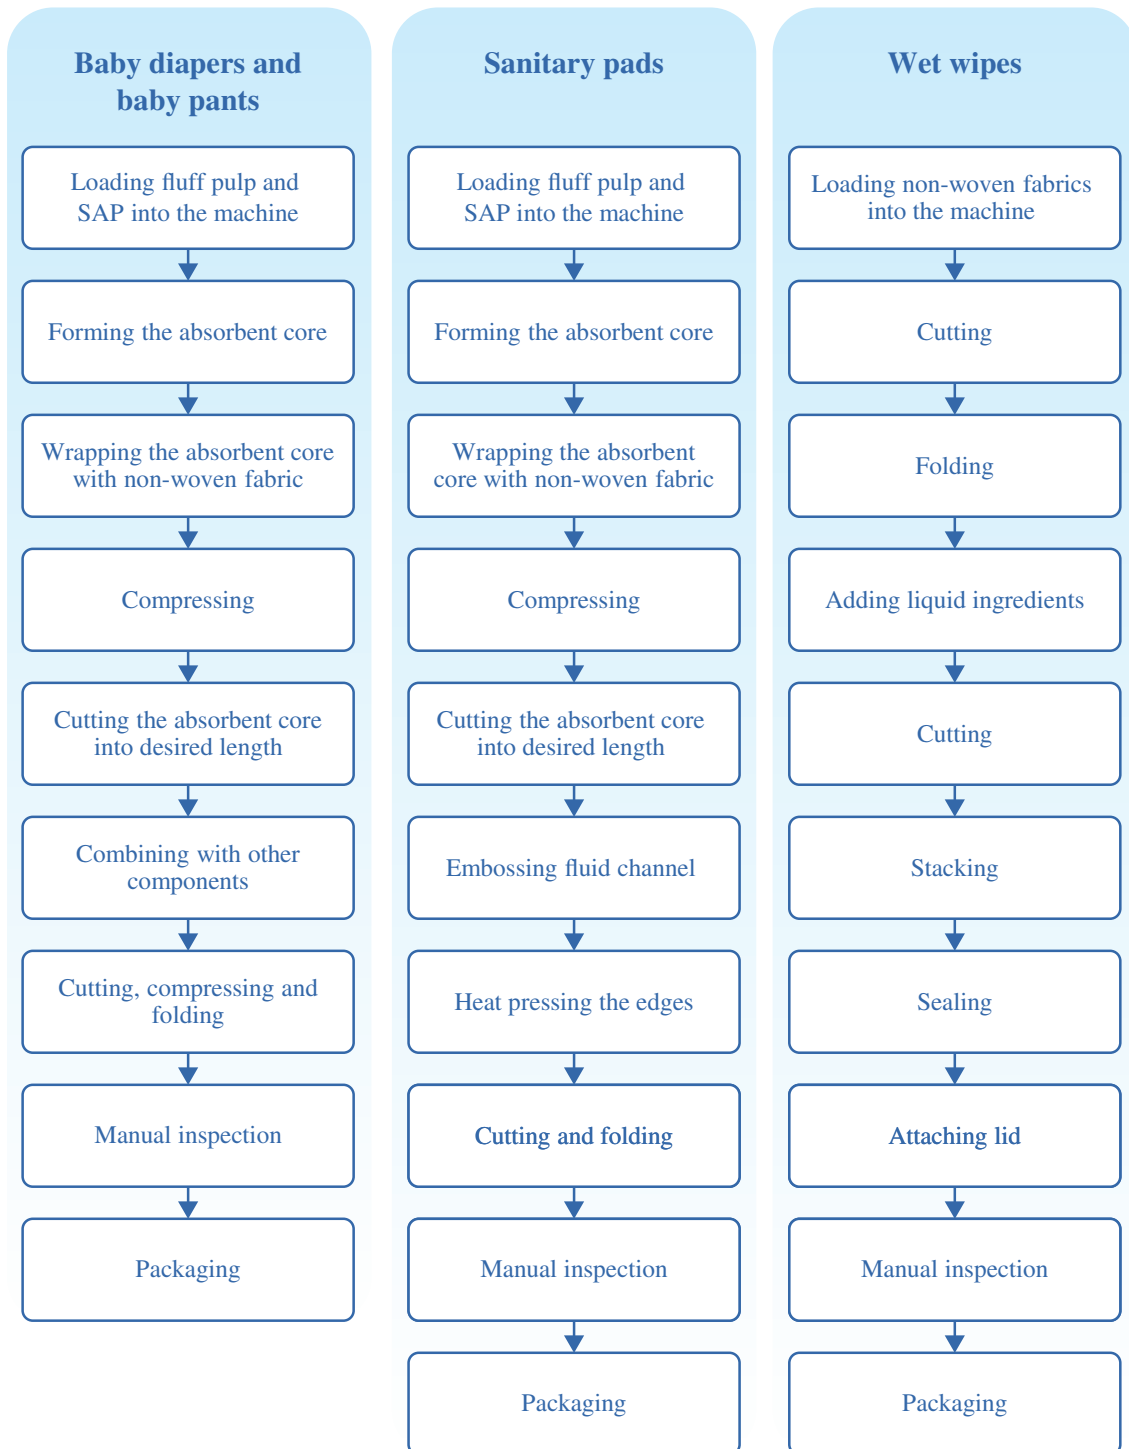 Baby diapers and
baby pants
Loading fluff pulp and
SAP into the machine
Forming the absorbent core
Wrapping the absorbent core
with non-woven fabric
Compressing
Cutting the absorbent core
into desired length
Combining with other
components
Cutting, compressing and
folding
Manual inspection
Packaging
Sanitary pads
Loading fluff pulp and
SAP into the machine
Forming the absorbent core
Wrapping the absorbent
core with non-woven fabric
Compressing
Cutting the absorbent core
into desired length
Embossing fluid channel
Heat pressing the edges
Cutting and folding
Manual inspection
Packaging
Wet wipes
Loading non-woven fabrics
into the machine
Cutting
Folding
Adding liquid ingredients
Cutting
Stacking
Sealing
Attaching lid
Manual inspection
Packaging